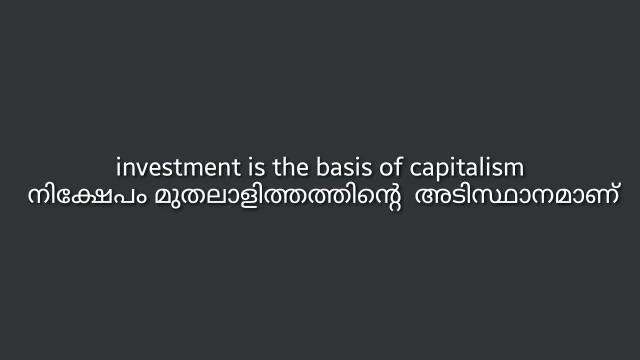 investment is the basis of capitalism
നിക്ഷേപം മുതലാളിത്തത്തിന്റെ അടിസ്ഥാനമാണ്